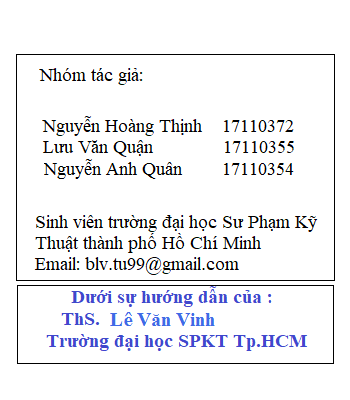 Nhóm tác giả:
Nguyễn Hoàng Thịnh 17110372
Lưu Văn Quận 17110355
Nguyễn Anh Quân 17110354
Sinh viên trường đại học Sư Phạm Kỹ
Thuật thành phố Hồ Chí Minh
Email: blv.tu99@gmail.com
Dưới sự hướng dẫn của :
ThS. Lê Văn Vinh
Trường đại học SPKT Tp.HCM